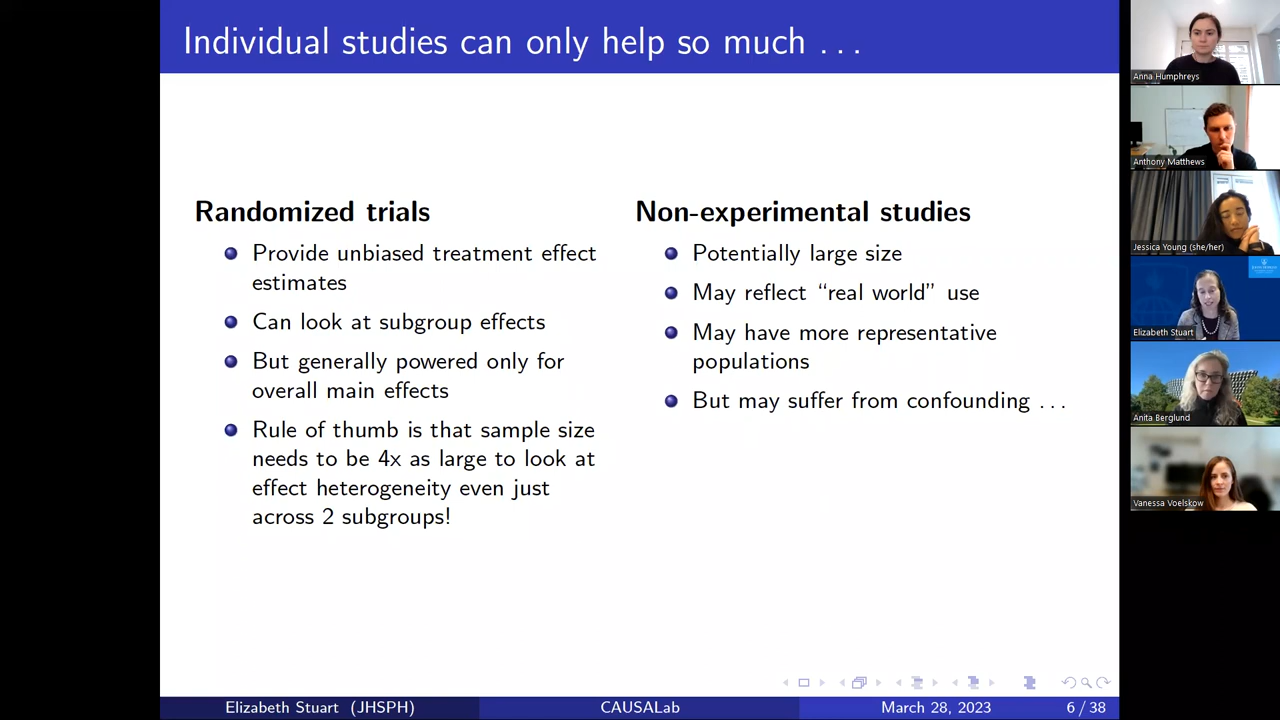 Individual studies can only help so much . . .
Randomized trials
Provide unbiased treatment effect
estimates
Can look at subgroup effects
But generally powered only for
overall main effects
Rule of thumb is that sample size
needs to be 4x as large to look at
effect heterogeneity even just
across 2 subgroups!
Non-experimental studies
Potentially large size
May reflect “real world” use
May have more representative
populations
But may suffer from confounding . . .
Elizabeth Stuart (JHSPH)
CAUSALab
March 28, 2023
6 / 38
Anna Humphreys
Anthony Matthews
Jessica Young (she/her)
Elizabeth Stuart
Anita Berglund
Vanessa Voelskow